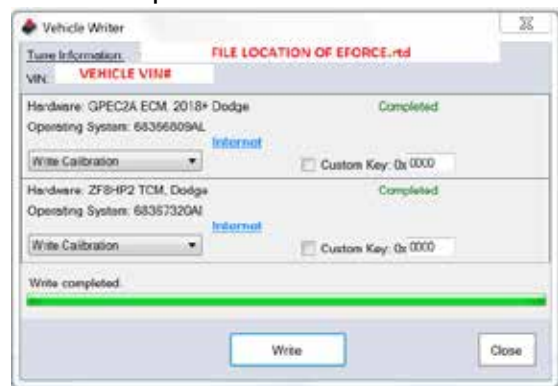 Vehicle Writer
Tune Information: FILE LOCATION OF EFORCE.rtd
VIN: VEHICLE VIN#
Hardware: GPEC2A ECM, 2018+ Dodge Completed
Operating System: 68366809AL
Internet
Write Calibration Custom Key: 0x 0000
Hardware: ZF8HP2 TCM, Dodge Completed
Operating System: 68367320AI
Internet
Write Calibration Custom Key: 0x 0000
Write completed.
Write Close